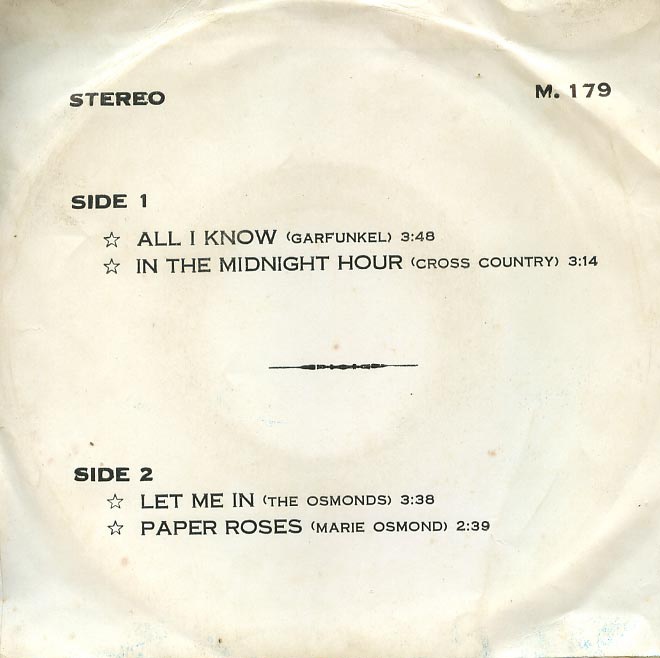 STEREO
M. 179
SIDE 1
☆ ALL I KNOW (GARFUNKEL) 3:48
☆ IN THE MIDNIGHT HOUR (CROSS COUNTRY) 3:14
SIDE 2
☆ LET ME IN (THE OSMONDS) 3:38
☆ PAPER ROSES (MARIE OSMOND) 2:39